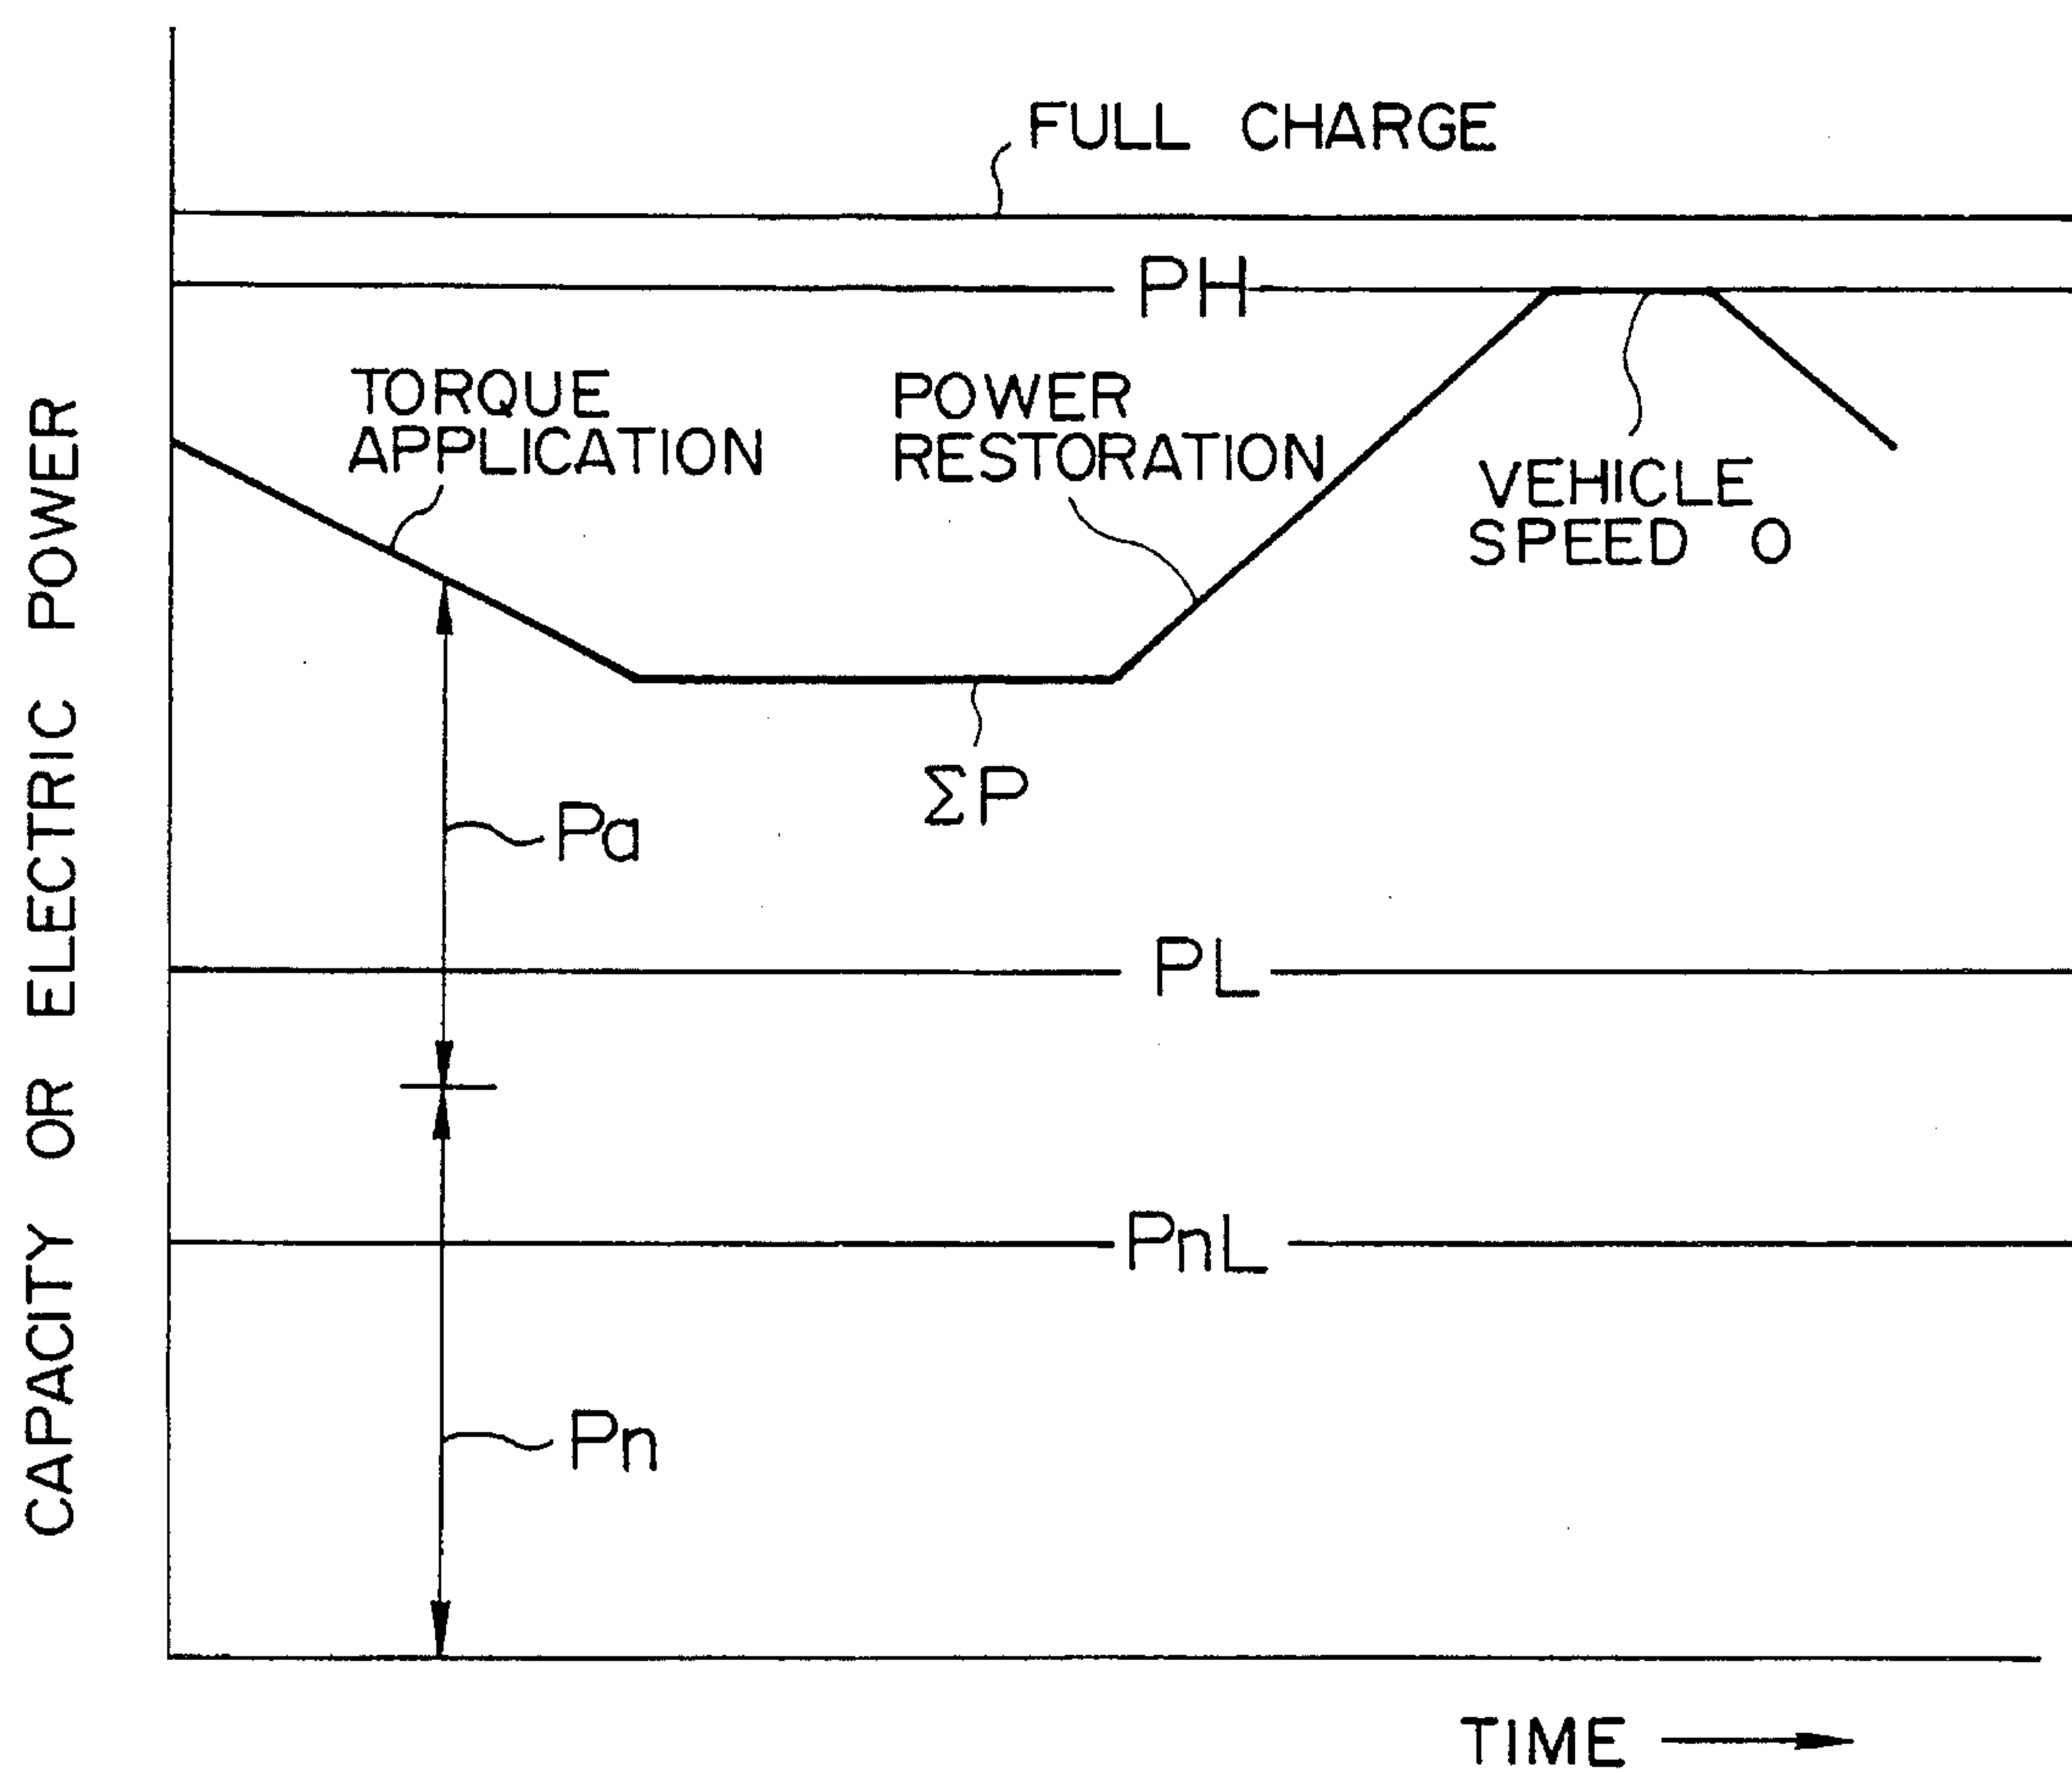 FULL CHARGE
PH
TORQUE
APPLICATION
POWER
RESTORATION
VEHICLE
SPEED O
ΣP
Pa
PL
PnL
Pn
CAPACITY OR ELECTRIC POWER
TIME